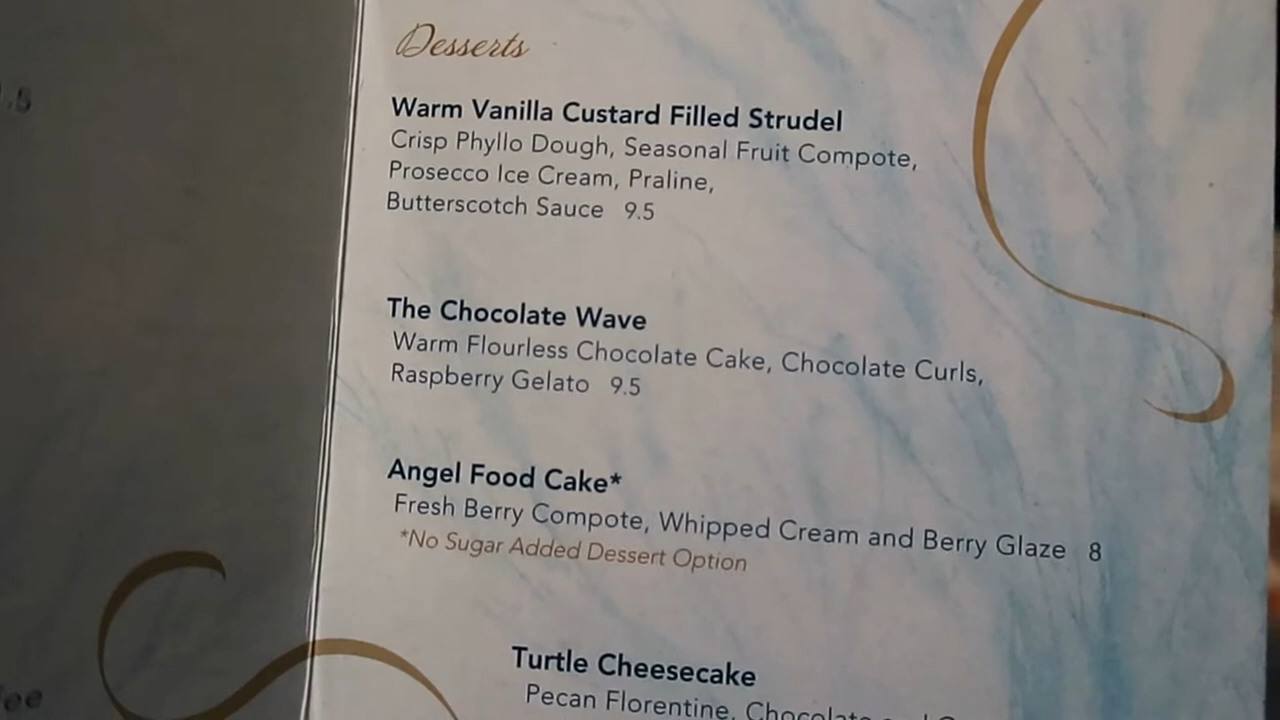 Desserts
Warm Vanilla Custard Filled Strudel
Crisp Phyllo Dough, Seasonal Fruit Compote,
Prosecco Ice Cream, Praline,
Butterscotch Sauce 9.5
The Chocolate Wave
Warm Flourless Chocolate Cake, Chocolate Curls,
Raspberry Gelato 9.5
Angel Food Cake*
Fresh Berry Compote, Whipped Cream and Berry Glaze 8
*No Sugar Added Dessert Option
Turtle Cheesecake
Pecan Florentine, Chocolate and